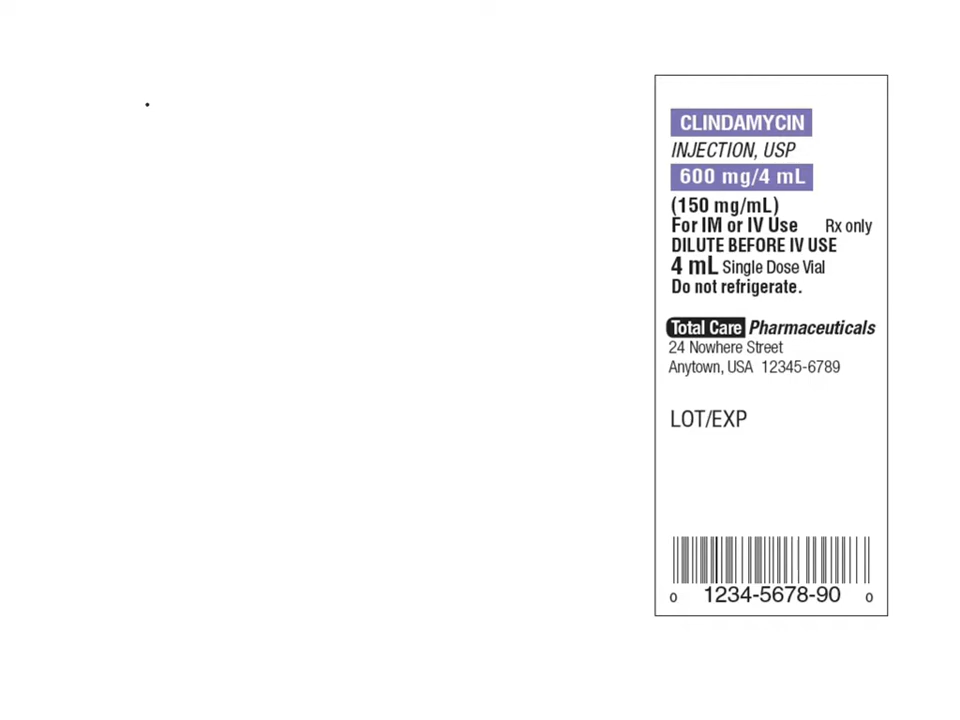 CLINDAMYCIN
INJECTION, USP
600 mg/4 mL
(150 mg/mL)
For IM or IV Use Rx only
DILUTE BEFORE IV USE
4 mL Single Dose Vial
Do not refrigerate.
Total Care Pharmaceuticals
24 Nowhere Street
Anytown, USA 12345-6789
LOT/EXP
0 1234-5678-90 0